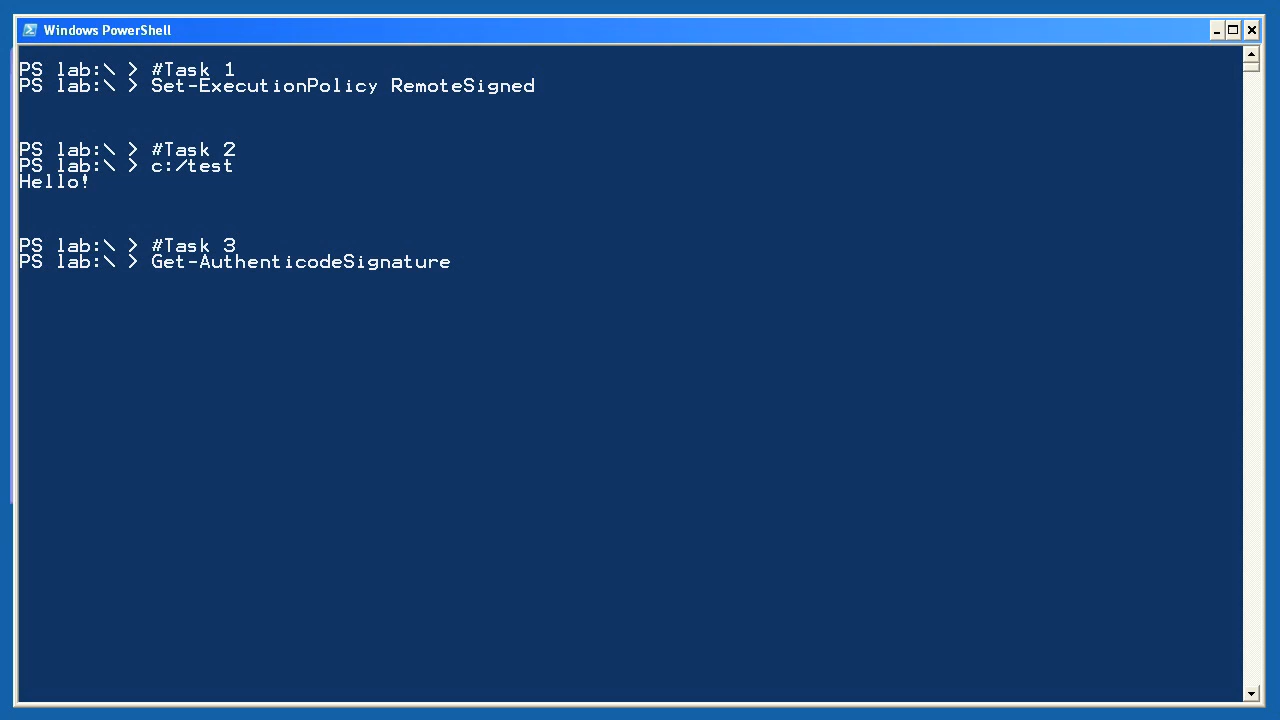 Windows PowerShell
PS lab:\ > #Task 1
PS lab:\ > Set-ExecutionPolicy RemoteSigned
PS lab:\ > #Task 2
PS lab:\ > c:/test
Hello!
PS lab:\ > #Task 3
PS lab:\ > Get-AuthenticodeSignature